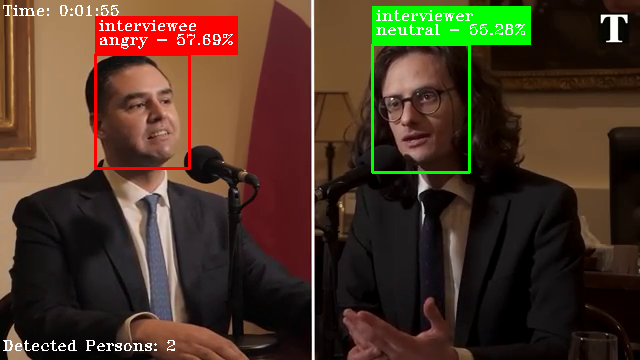 Time: 0:01:55
interviewee
angry – 57.69%
interviewer
neutral – 55.28%
T
Detected Persons: 2